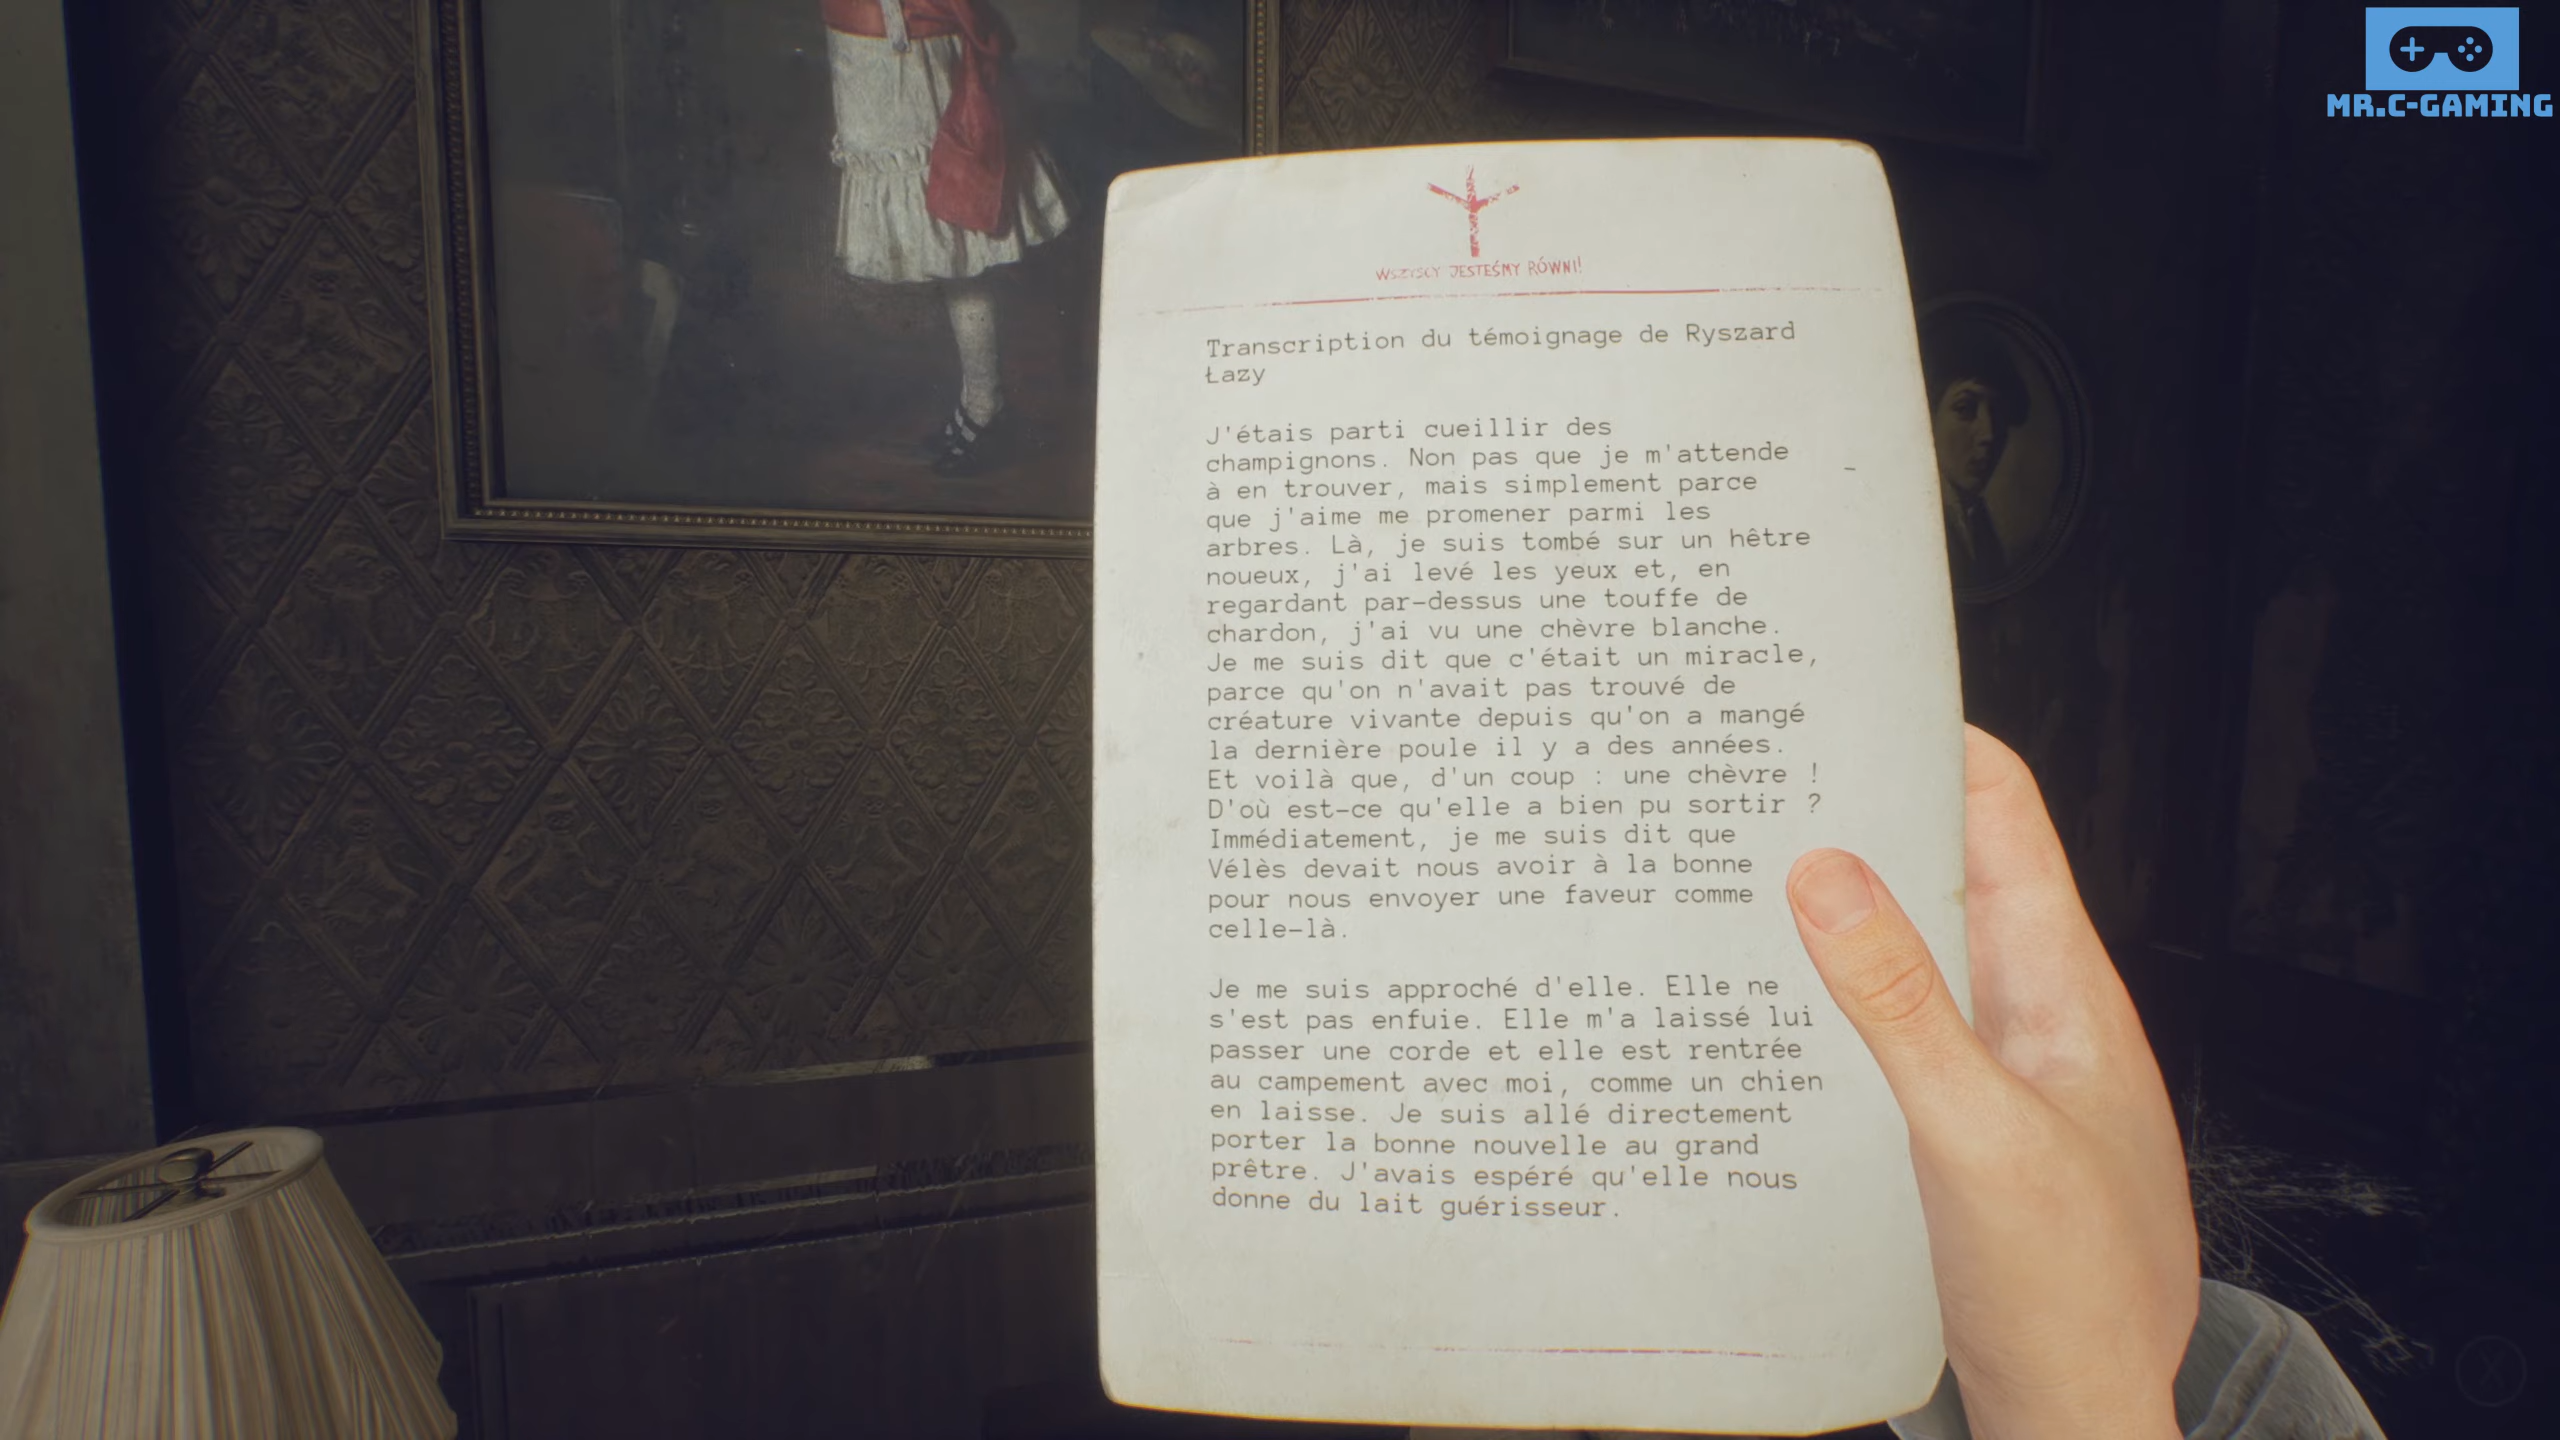 MR.C-GAMING
WSZYSCY JESTEŚMY RÓWNI!
Transcription du témoignage de Ryszard
Łazy
J'étais parti cueillir des
champignons. Non pas que je m'attende
à en trouver, mais simplement parce
que j'aime me promener parmi les
arbres. Là, je suis tombé sur un hêtre
noueux, j'ai levé les yeux et, en
regardant par-dessus une touffe de
chardon, j'ai vu une chèvre blanche.
Je me suis dit que c'était un miracle,
parce qu'on n'avait pas trouvé de
créature vivante depuis qu'on a mangé
la dernière poule il y a des années.
Et voilà que, d'un coup : une chèvre !
D'où est-ce qu'elle a bien pu sortir ?
Immédiatement, je me suis dit que
Vélès devait nous avoir à la bonne
pour nous envoyer une faveur comme
celle-là.
Je me suis approché d'elle. Elle ne
s'est pas enfuie. Elle m'a laissé lui
passer une corde et elle est rentrée
au campement avec moi, comme un chien
en laisse. Je suis allé directement
porter la bonne nouvelle au grand
prêtre. J'avais espéré qu'elle nous
donne du lait guérisseur.
X